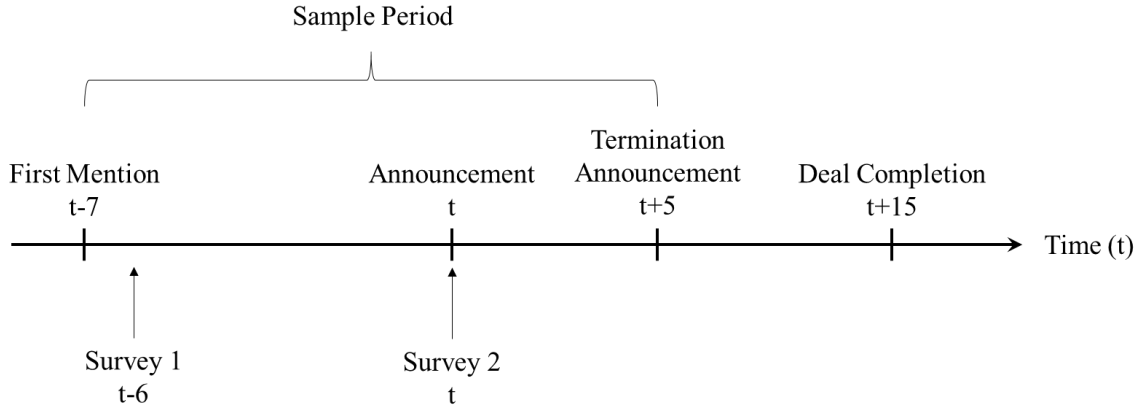 Sample Period
Termination
First Mention
Announcement
Announcement
Deal Completion
t-7
t
t+5
t+15
Time (t)
Survey 1
Survey 2
t-6
t